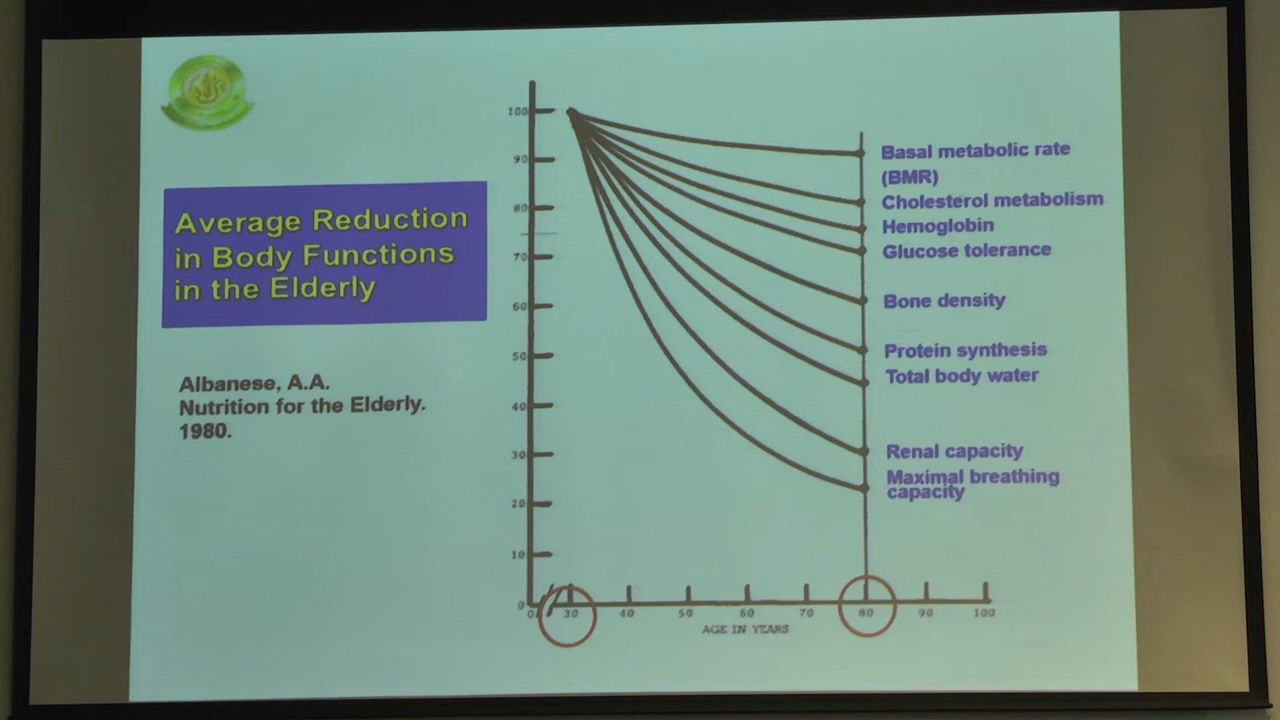 Average Reduction
in Body Functions
in the Elderly
Albanese, A.A.
Nutrition for the Elderly.
1980.
100
90
80
70
60
50
40
30
20
10
0
0 30 40 50 60 70 80 90 100
AGE IN YEARS
Basal metabolic rate
(BMR)
Cholesterol metabolism
Hemoglobin
Glucose tolerance
Bone density
Protein synthesis
Total body water
Renal capacity
Maximal breathing
capacity